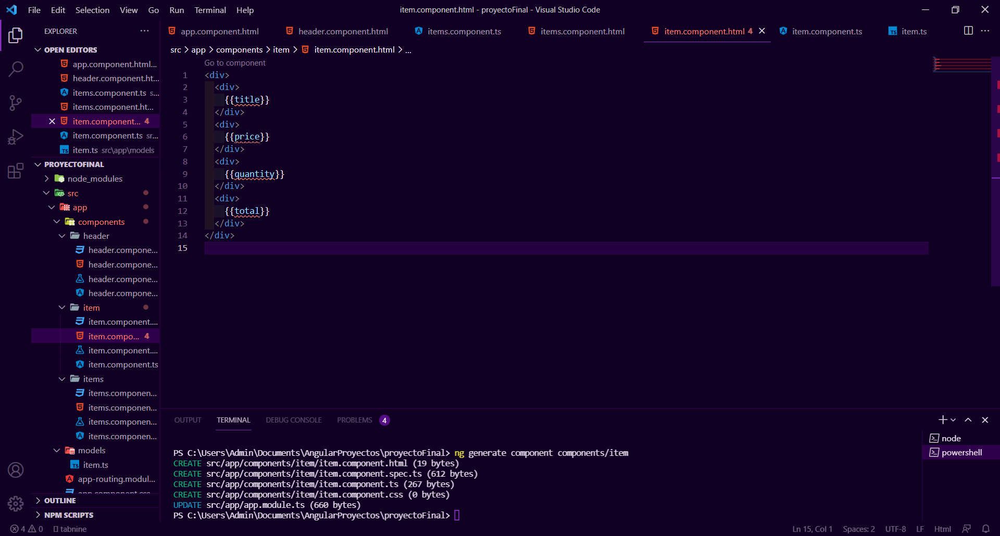 File Edit Selection View Go Run Terminal Help
item.component.html - proyectoFinal - Visual Studio Code
EXPLORER
OPEN EDITORS
app.component.html...
header.component.ht...
items.component.ts s...
items.component.ht...
item.component... 4
item.component.ts sr...
item.ts src\app\models
PROYECTOFINAL
node_modules
src
app
components
header
header.compone...
header.compone...
header.compone...
header.compone...
item
item.component....
item.compo... 4
item.component....
item.component.ts
items
items.componen...
items.componen...
items.componen...
items.componen...
models
item.ts
app-routing.modul...
app.component.css
OUTLINE
NPM SCRIPTS
app.component.html
header.component.html
items.component.ts
items.component.html
item.component.html 4
item.component.ts
item.ts
src > app > components > item > item.component.html > ...
Go to component
1 <div>
2 <div>
3 {{title}}
4 </div>
5 <div>
6 {{price}}
7 </div>
8 <div>
9 {{quantity}}
10 </div>
11 <div>
12 {{total}}
13 </div>
14 </div>
15
OUTPUT TERMINAL DEBUG CONSOLE PROBLEMS 4
PS C:\Users\Admin\Documents\AngularProyectos\proyectoFinal> ng generate component components/item
CREATE src/app/components/item/item.component.html (19 bytes)
CREATE src/app/components/item/item.component.spec.ts (612 bytes)
CREATE src/app/components/item/item.component.ts (267 bytes)
CREATE src/app/components/item/item.component.css (0 bytes)
UPDATE src/app/app.module.ts (660 bytes)
PS C:\Users\Admin\Documents\AngularProyectos\proyectoFinal>
node
powershell
4 0 tabnine
Ln 15, Col 1 Spaces: 2 UTF-8 LF Html